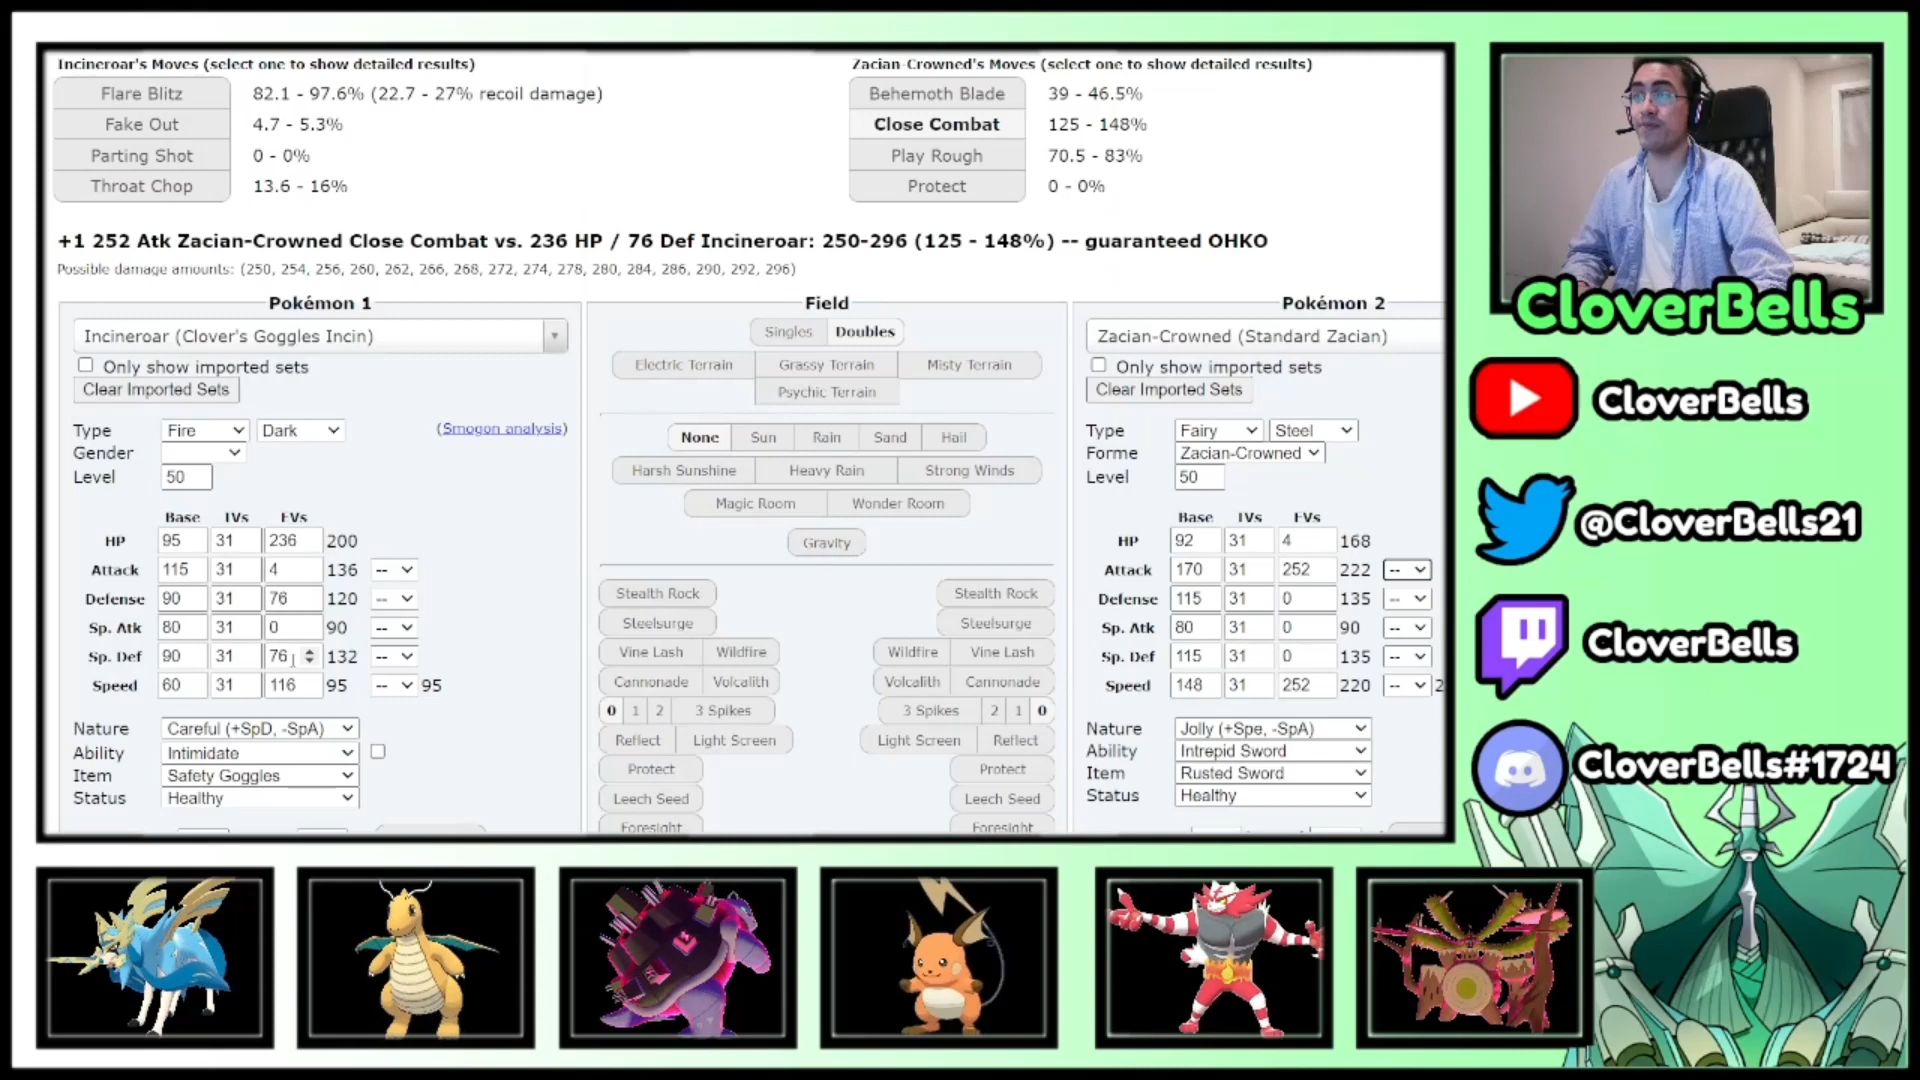 Incineroar's Moves (select one to show detailed results)
Flare Blitz 82.1 - 97.6% (22.7 - 27% recoil damage)
Fake Out 4.7 - 5.3%
Parting Shot 0 - 0%
Throat Chop 13.6 - 16%
Zacian-Crowned's Moves (select one to show detailed results)
Behemoth Blade 39 - 46.5%
Close Combat 125 - 148%
Play Rough 70.5 - 83%
Protect 0 - 0%
+1 252 Atk Zacian-Crowned Close Combat vs. 236 HP / 76 Def Incineroar: 250-296 (125 - 148%) -- guaranteed OHKO
Possible damage amounts: (250, 254, 256, 260, 262, 266, 268, 272, 274, 278, 280, 284, 286, 290, 292, 296)
Pokémon 1
Incineroar (Clover's Goggles Incin)
Only show imported sets
Clear Imported Sets
Type Fire Dark (Smogon analysis)
Gender
Level 50
Base IVs EVs
HP 95 31 236 200
Attack 115 31 4 136 --
Defense 90 31 76 120 --
Sp. Atk 80 31 0 90 --
Sp. Def 90 31 76 132 --
Speed 60 31 116 95 -- 95
Nature Careful (+SpD, -SpA)
Ability Intimidate
Item Safety Goggles
Status Healthy
Field
Singles Doubles
Electric Terrain Grassy Terrain Misty Terrain
Psychic Terrain
None Sun Rain Sand Hail
Harsh Sunshine Heavy Rain Strong Winds
Magic Room Wonder Room
Gravity
Stealth Rock Stealth Rock
Steelsurge Steelsurge
Vine Lash Wildfire Wildfire Vine Lash
Cannonade Volcalith Volcalith Cannonade
0 1 2 3 Spikes 3 Spikes 2 1 0
Reflect Light Screen Light Screen Reflect
Protect Protect
Leech Seed Leech Seed
Foresight Foresight
Pokémon 2
Zacian-Crowned (Standard Zacian)
Only show imported sets
Clear Imported Sets
Type Fairy Steel
Forme Zacian-Crowned
Level 50
Base IVs EVs
HP 92 31 4 168
Attack 170 31 252 222 --
Defense 115 31 0 135 --
Sp. Atk 80 31 0 90 --
Sp. Def 115 31 0 135 --
Speed 148 31 252 220 -- 2
Nature Jolly (+Spe, -SpA)
Ability Intrepid Sword
Item Rusted Sword
Status Healthy
CloverBells
CloverBells
@CloverBells21
CloverBells
CloverBells#1724